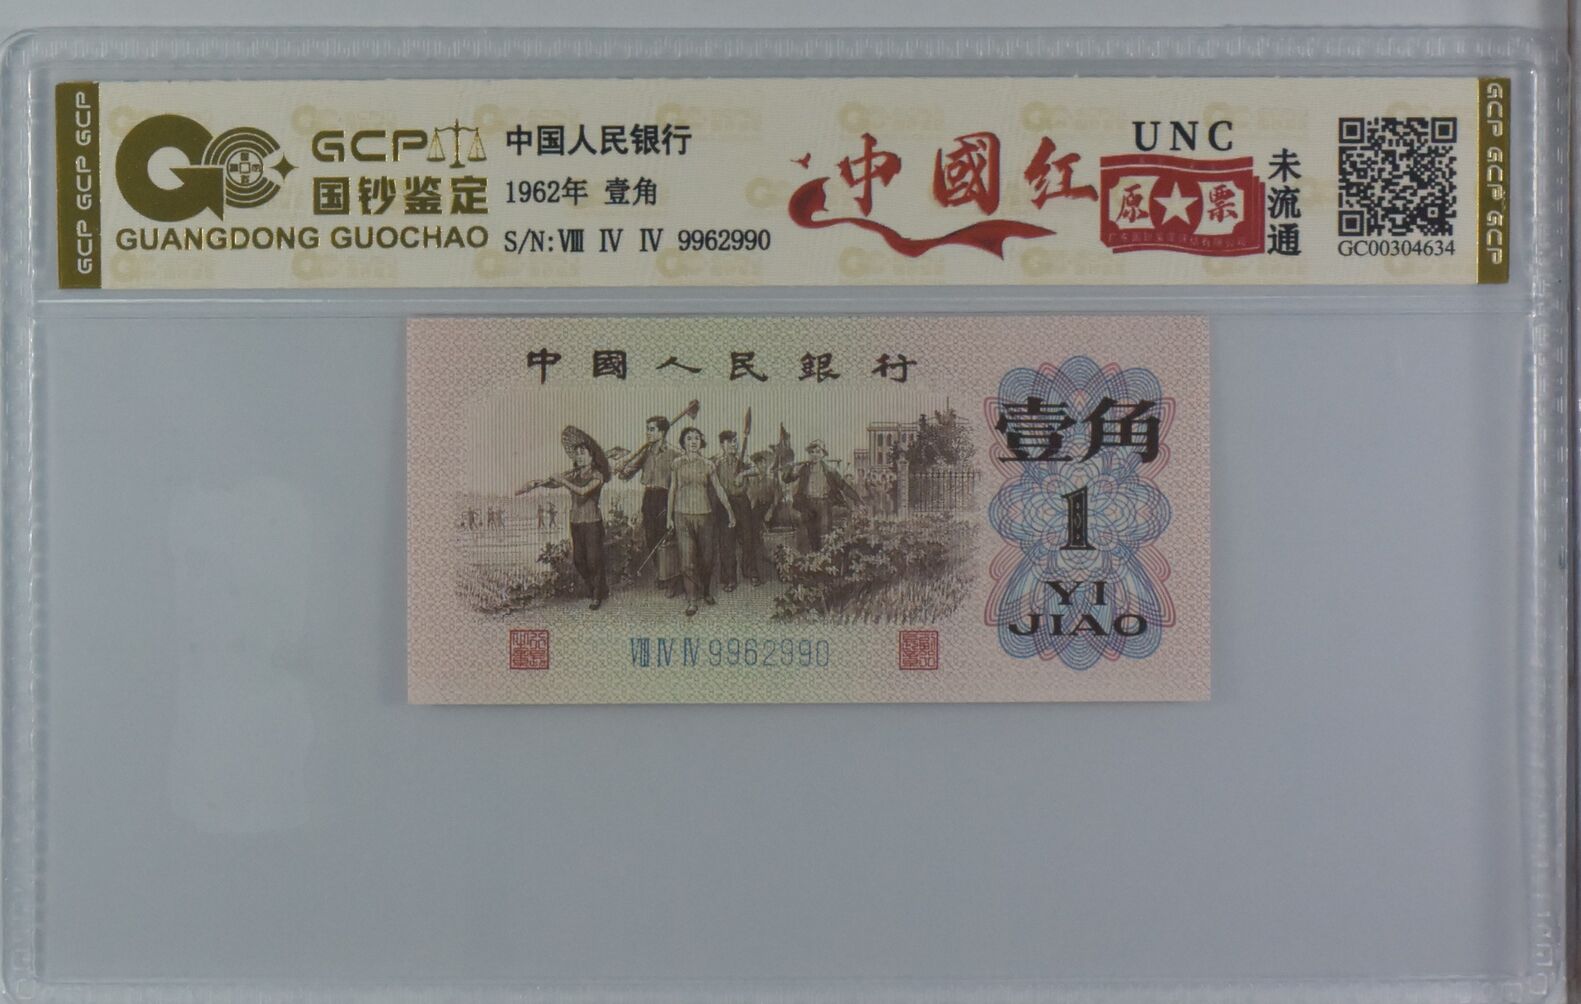 GCP GCP GCP
GCP
国钞鉴定
GUANGDONG GUOCHAO
中国人民银行
1962年 壹角
S/N:Ⅷ Ⅳ Ⅳ 9962990
中國红
UNC
原票
未流通
GC00304634
GCP GCP GCP
中國人民銀行
壹角
1
YI
JIAO
Ⅷ Ⅳ Ⅳ 9962990